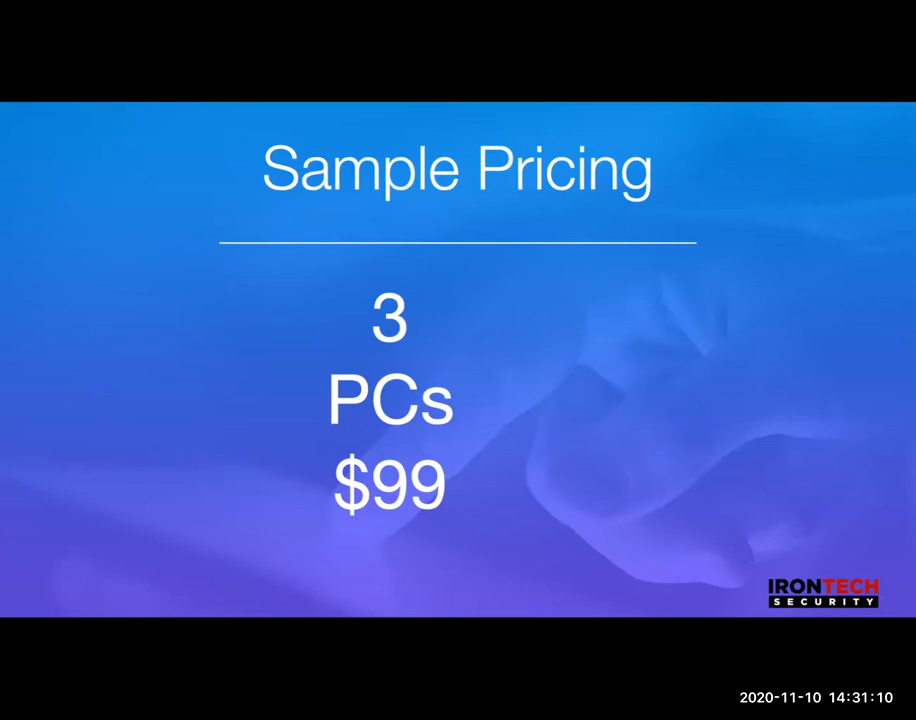 Sample Pricing
3
PCs
$99
IRONTECH
SECURITY
2020-11-10 14:31:10